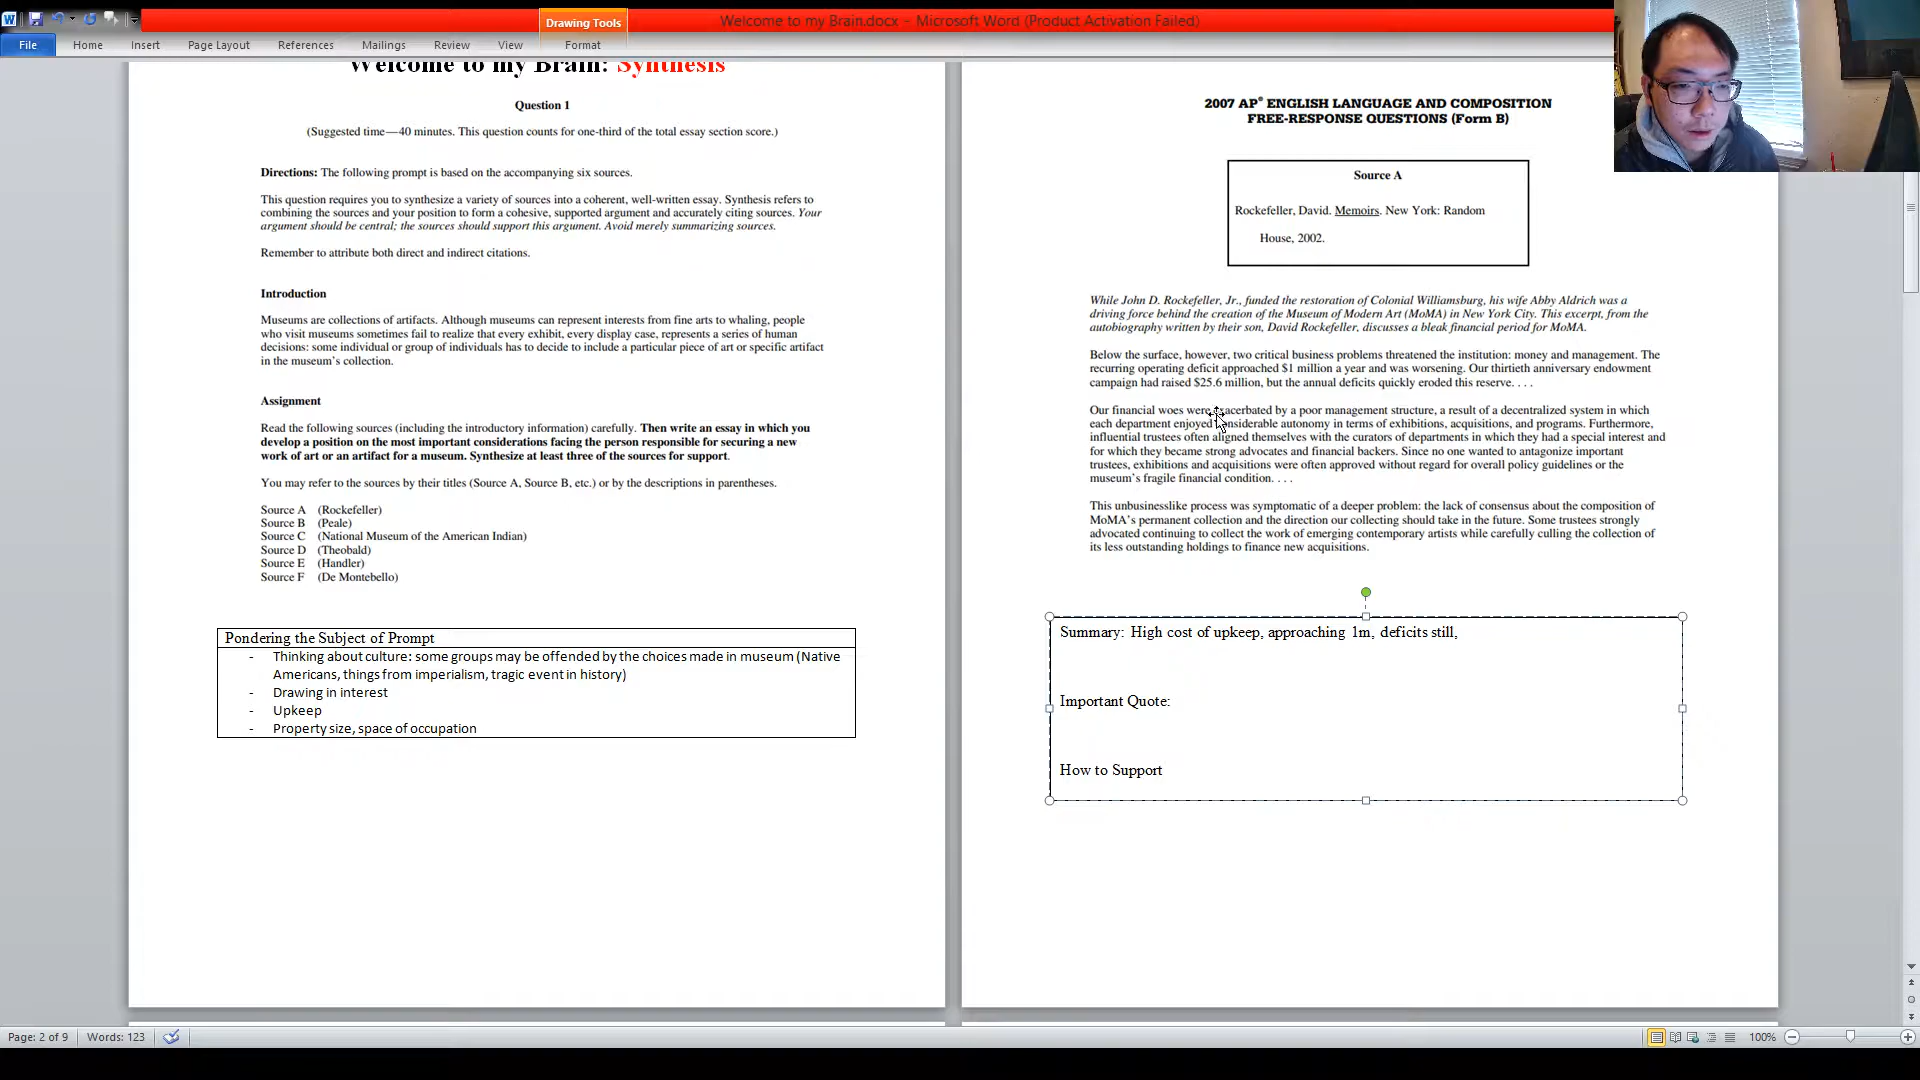 Drawing Tools
Welcome to my Brain.docx - Microsoft Word (Product Activation Failed)
File Home Insert Page Layout References Mailings Review View Format
Welcome to my Brain: Synthesis
Question 1
(Suggested time—40 minutes. This question counts for one-third of the total essay section score.)
Directions: The following prompt is based on the accompanying six sources.
This question requires you to synthesize a variety of sources into a coherent, well-written essay. Synthesis refers to
combining the sources and your position to form a cohesive, supported argument and accurately citing sources. Your
argument should be central; the sources should support this argument. Avoid merely summarizing sources.
Remember to attribute both direct and indirect citations.
Introduction
Museums are collections of artifacts. Although museums can represent interests from fine arts to whaling, people
who visit museums sometimes fail to realize that every exhibit, every display case, represents a series of human
decisions: some individual or group of individuals has to decide to include a particular piece of art or specific artifact
in the museum's collection.
Assignment
Read the following sources (including the introductory information) carefully. Then write an essay in which you
develop a position on the most important considerations facing the person responsible for securing a new
work of art or an artifact for a museum. Synthesize at least three of the sources for support.
You may refer to the sources by their titles (Source A, Source B, etc.) or by the descriptions in parentheses.
Source A (Rockefeller)
Source B (Peale)
Source C (National Museum of the American Indian)
Source D (Theobald)
Source E (Handler)
Source F (De Montebello)
Pondering the Subject of Prompt
- Thinking about culture: some groups may be offended by the choices made in museum (Native
Americans, things from imperialism, tragic event in history)
- Drawing in interest
- Upkeep
- Property size, space of occupation
2007 AP® ENGLISH LANGUAGE AND COMPOSITION
FREE-RESPONSE QUESTIONS (Form B)
Source A
Rockefeller, David. Memoirs. New York: Random
House, 2002.
While John D. Rockefeller, Jr., funded the restoration of Colonial Williamsburg, his wife Abby Aldrich was a
driving force behind the creation of the Museum of Modern Art (MoMA) in New York City. This excerpt, from the
autobiography written by their son, David Rockefeller, discusses a bleak financial period for MoMA.
Below the surface, however, two critical business problems threatened the institution: money and management. The
recurring operating deficit approached $1 million a year and was worsening. Our thirtieth anniversary endowment
campaign had raised $25.6 million, but the annual deficits quickly eroded this reserve. . . .
Our financial woes were exacerbated by a poor management structure, a result of a decentralized system in which
each department enjoyed considerable autonomy in terms of exhibitions, acquisitions, and programs. Furthermore,
influential trustees often aligned themselves with the curators of departments in which they had a special interest and
for which they became strong advocates and financial backers. Since no one wanted to antagonize important
trustees, exhibitions and acquisitions were often approved without regard for overall policy guidelines or the
museum's fragile financial condition. . . .
This unbusinesslike process was symptomatic of a deeper problem: the lack of consensus about the composition of
MoMA's permanent collection and the direction our collecting should take in the future. Some trustees strongly
advocated continuing to collect the work of emerging contemporary artists while carefully culling the collection of
its less outstanding holdings to finance new acquisitions.
Summary: High cost of upkeep, approaching 1m, deficits still,
Important Quote:
How to Support
Page: 2 of 9 Words: 123 100%